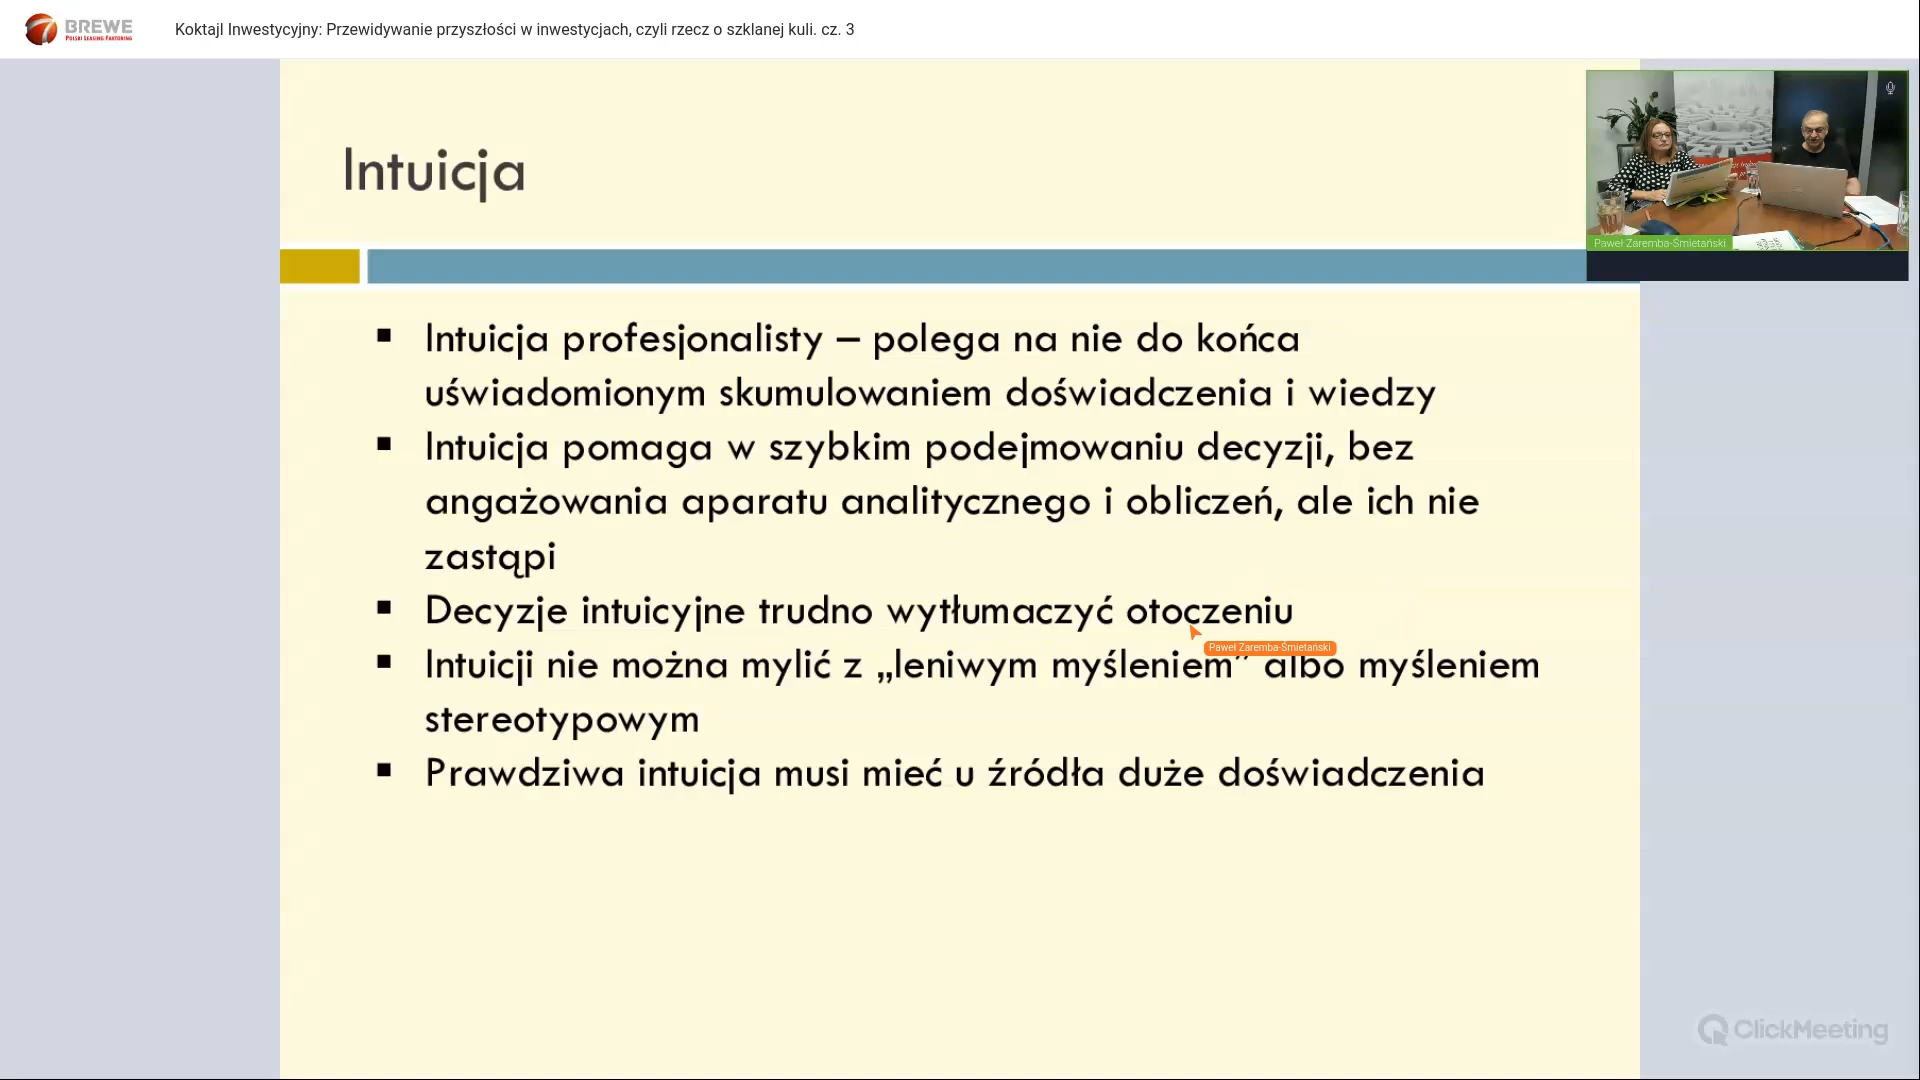 BREWE
POLSKI LEASING FAKTORING
Koktajl Inwestycyjny: Przewidywanie przyszłości w inwestycjach, czyli rzecz o szklanej kuli. cz. 3
Intuicja
Paweł Zaremba-Śmietański
▪ Intuicja profesjonalisty – polega na nie do końca
uświadomionym skumulowaniem doświadczenia i wiedzy
▪ Intuicja pomaga w szybkim podejmowaniu decyzji, bez
angażowania aparatu analitycznego i obliczeń, ale ich nie
zastąpi
▪ Decyzje intuicyjne trudno wytłumaczyć otoczeniu
Paweł Zaremba-Śmietański
▪ Intuicji nie można mylić z „leniwym myśleniem” albo myśleniem
stereotypowym
▪ Prawdziwa intuicja musi mieć u źródła duże doświadczenia
ClickMeeting